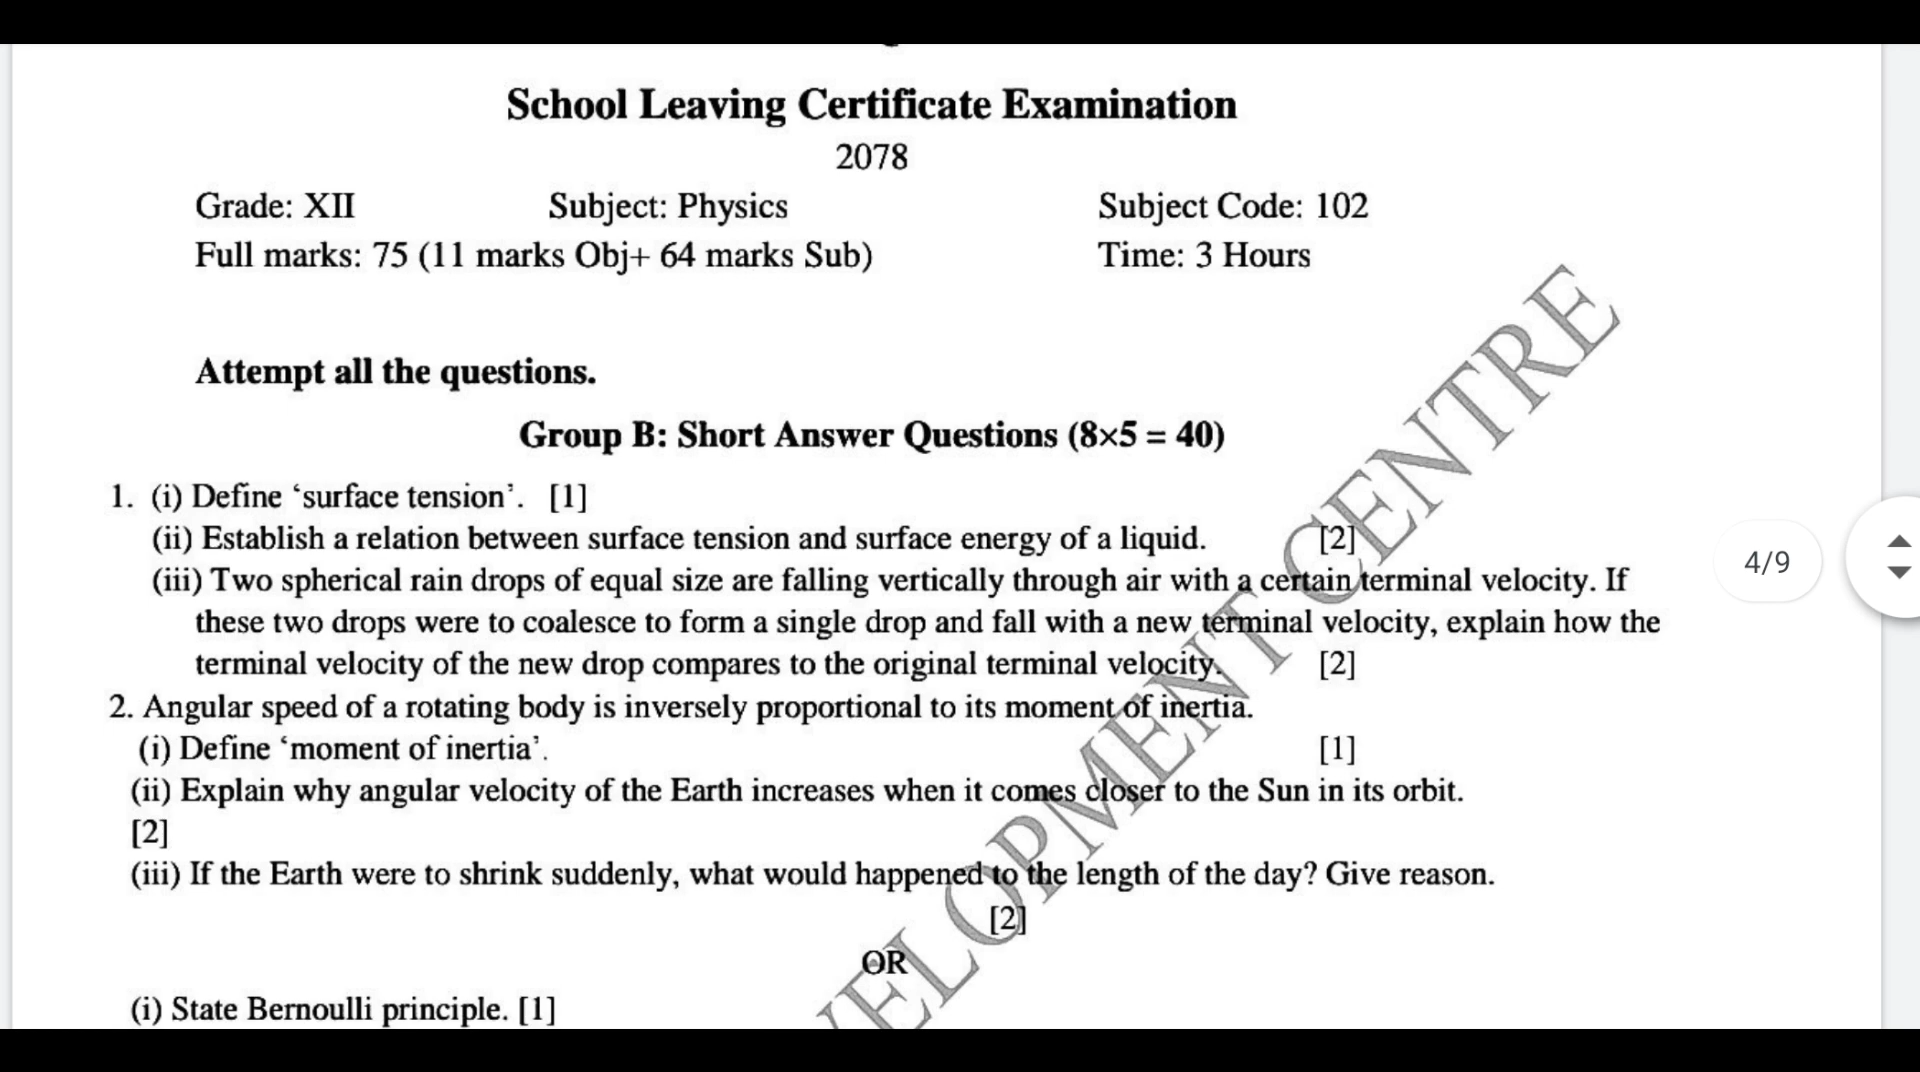 School Leaving Certificate Examination
2078
Grade: XII Subject: Physics Subject Code: 102
Full marks: 75 (11 marks Obj+ 64 marks Sub) Time: 3 Hours
Attempt all the questions.
Group B: Short Answer Questions (8×5 = 40)
1. (i) Define ‘surface tension’. [1]
(ii) Establish a relation between surface tension and surface energy of a liquid. [2]
(iii) Two spherical rain drops of equal size are falling vertically through air with a certain terminal velocity. If
these two drops were to coalesce to form a single drop and fall with a new terminal velocity, explain how the
terminal velocity of the new drop compares to the original terminal velocity. [2]
2. Angular speed of a rotating body is inversely proportional to its moment of inertia.
(i) Define ‘moment of inertia’. [1]
(ii) Explain why angular velocity of the Earth increases when it comes closer to the Sun in its orbit.
[2]
(iii) If the Earth were to shrink suddenly, what would happened to the length of the day? Give reason.
[2]
OR
(i) State Bernoulli principle. [1]
4/9
VELOPMENT CENTRE